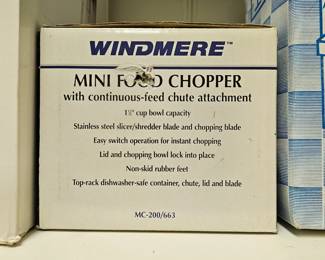 WINDMERE™
MINI FOOD CHOPPER
with continuous-feed chute attachment
1½" cup bowl capacity
Stainless steel slicer/shredder blade and chopping blade
Easy switch operation for instant chopping
Lid and chopping bowl lock into place
Non-skid rubber feet
Top-rack dishwasher-safe container, chute, lid and blade
MC-200/663